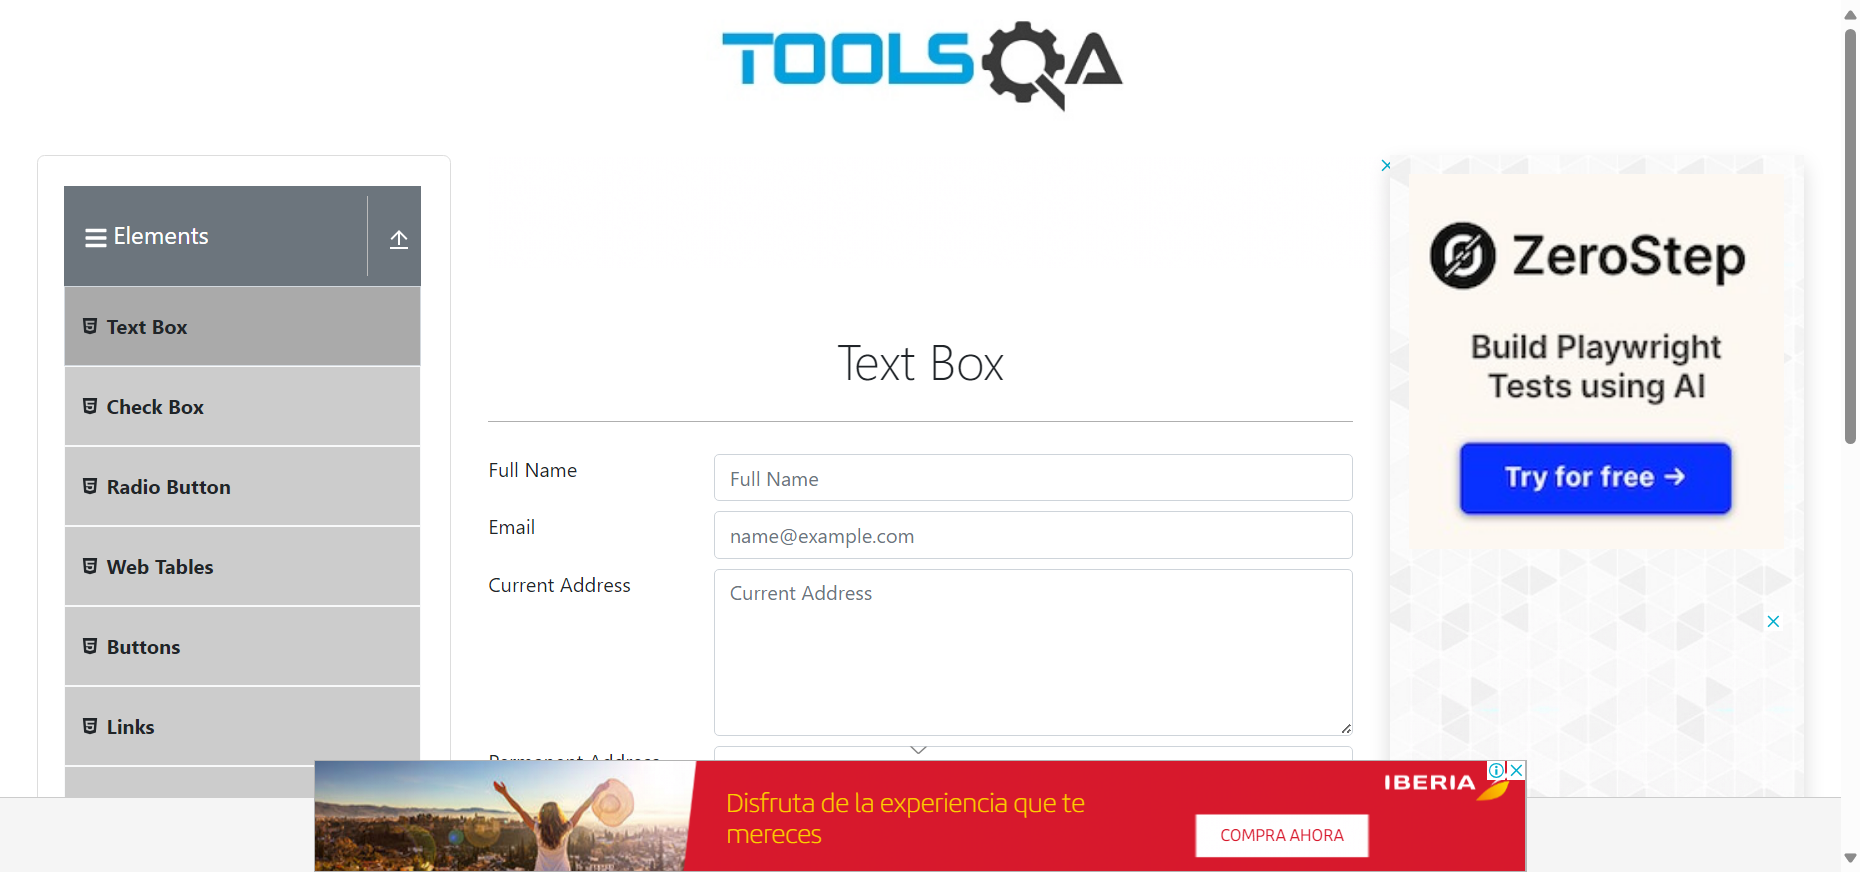 TOOLSQA
Elements
Text Box
Check Box
Radio Button
Web Tables
Buttons
Links
Text Box
Full Name
Full Name
Email
name@example.com
Current Address
Current Address
Permanent Address
ZeroStep
Build Playwright
Tests using AI
Try for free →
Disfruta de la experiencia que te
mereces
IBERIA
COMPRA AHORA